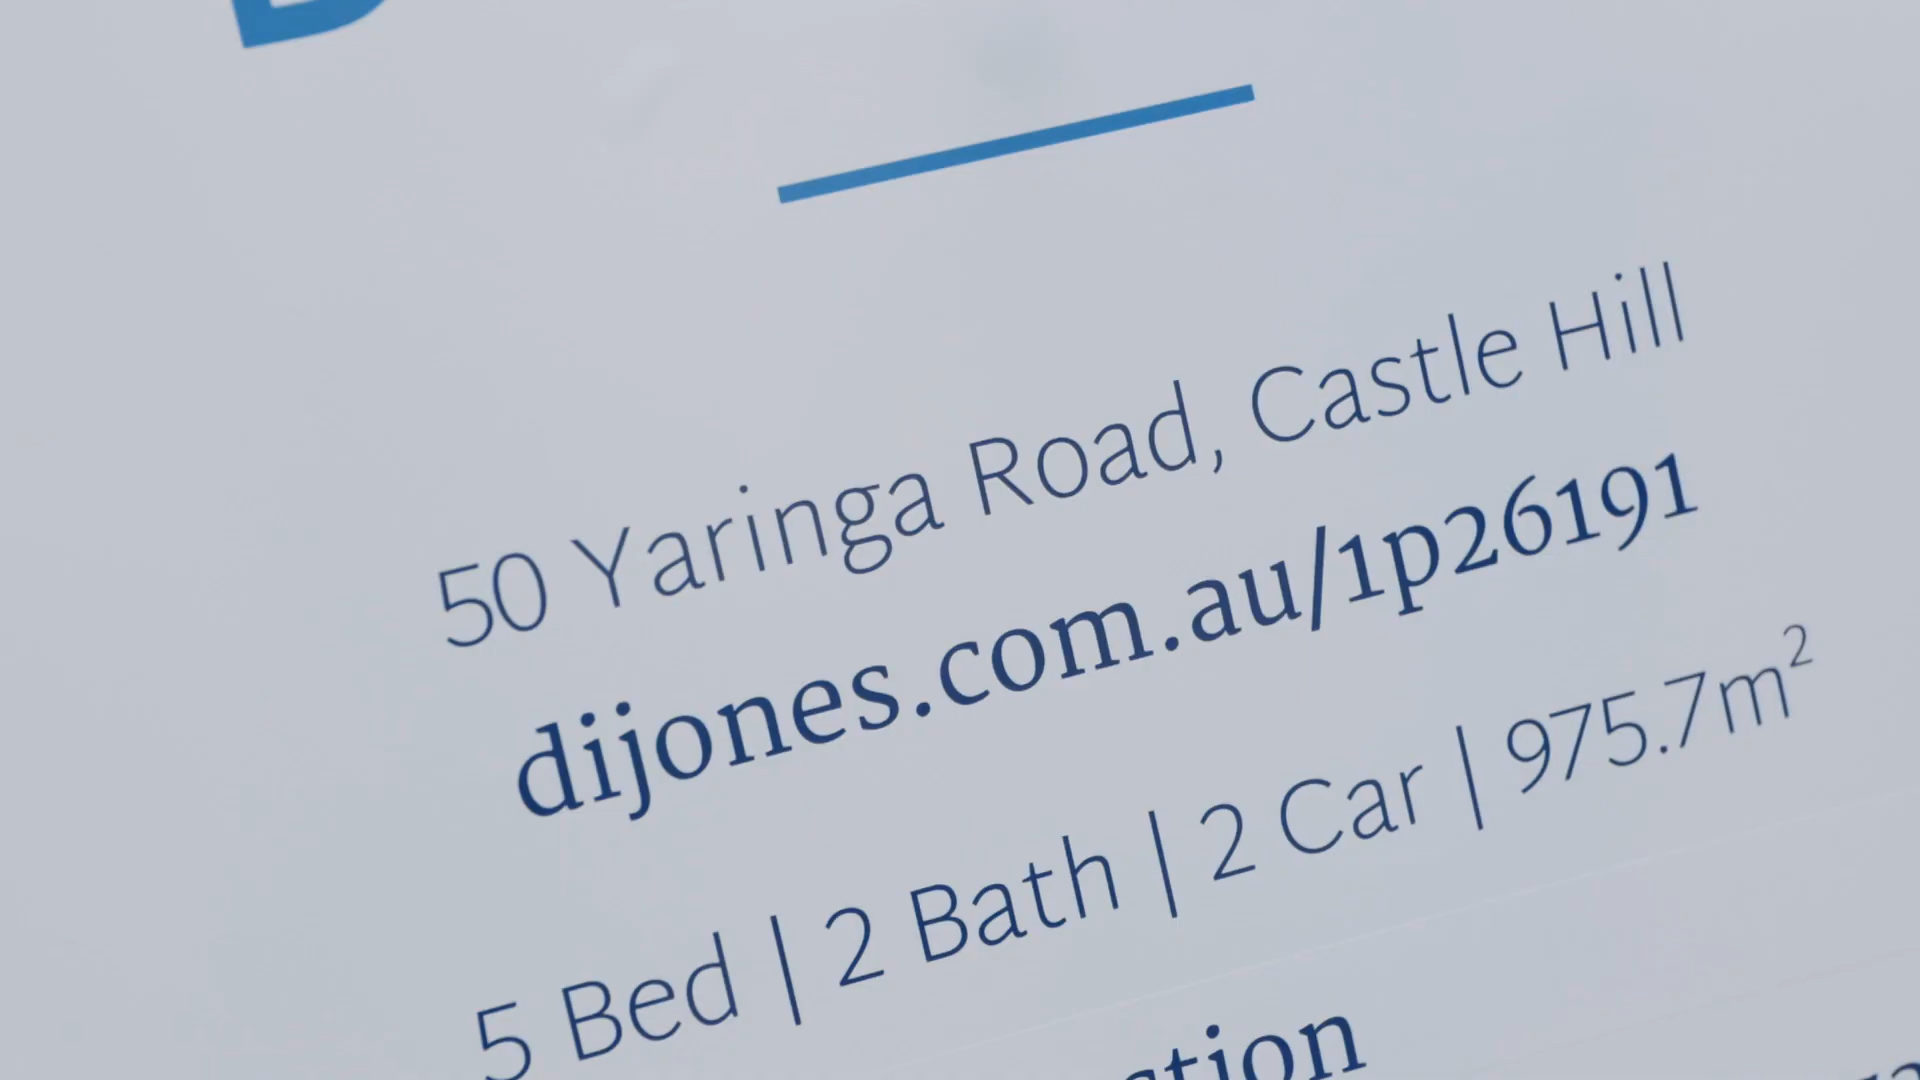 50 Yaringa Road, Castle Hill
dijones.com.au/1p26191
5 Bed | 2 Bath | 2 Car | 975.7m²